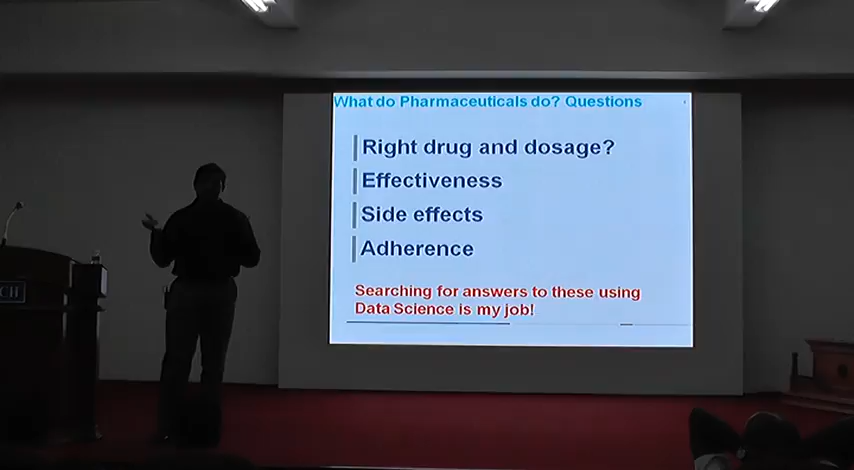 What do Pharmaceuticals do? Questions
Right drug and dosage?
Effectiveness
Side effects
Adherence
Searching for answers to these using
Data Science is my job!
CH